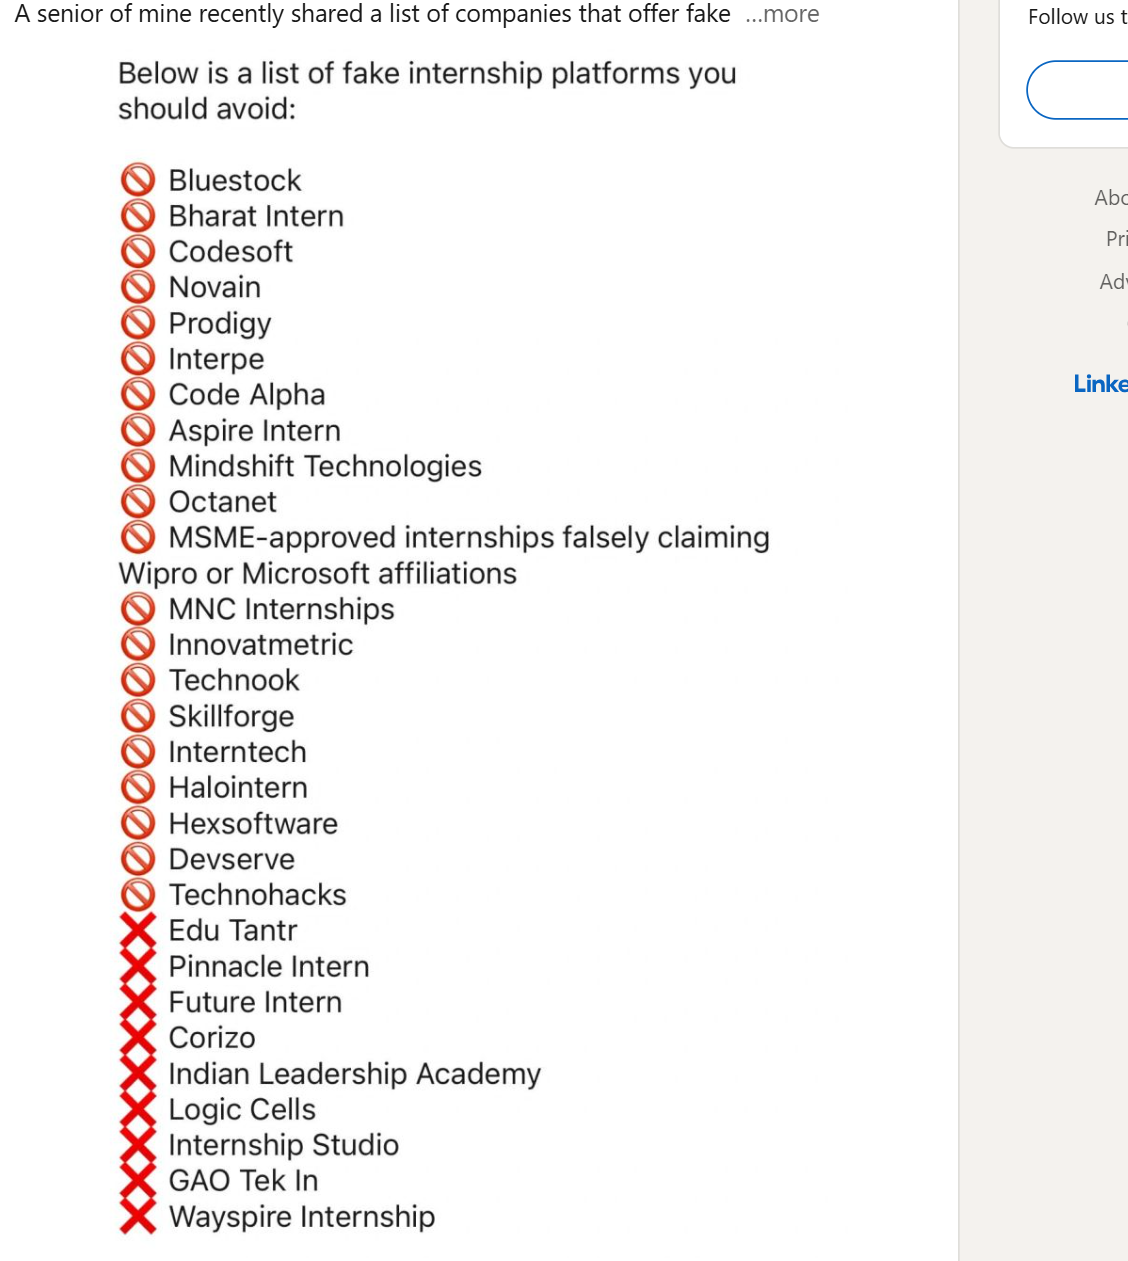 A senior of mine recently shared a list of companies that offer fake ...more
Below is a list of fake internship platforms you
should avoid:
🚫 Bluestock
🚫 Bharat Intern
🚫 Codesoft
🚫 Novain
🚫 Prodigy
🚫 Interpe
🚫 Code Alpha
🚫 Aspire Intern
🚫 Mindshift Technologies
🚫 Octanet
🚫 MSME-approved internships falsely claiming
Wipro or Microsoft affiliations
🚫 MNC Internships
🚫 Innovatmetric
🚫 Technook
🚫 Skillforge
🚫 Interntech
🚫 Halointern
🚫 Hexsoftware
🚫 Devserve
🚫 Technohacks
❌ Edu Tantr
❌ Pinnacle Intern
❌ Future Intern
❌ Corizo
❌ Indian Leadership Academy
❌ Logic Cells
❌ Internship Studio
❌ GAO Tek In
❌ Wayspire Internship
Follow us t
Abo
Pri
Adv
Linke